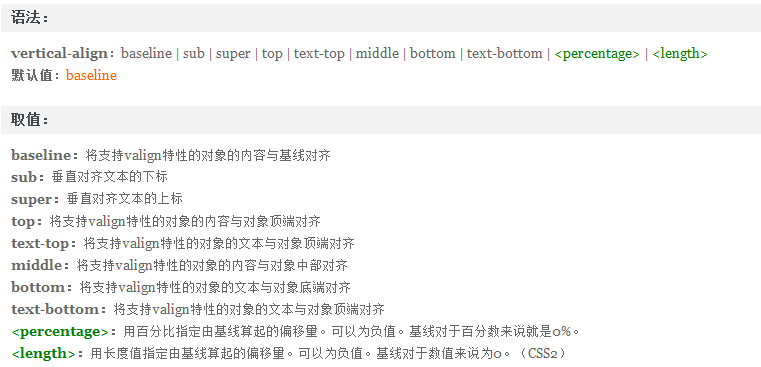 语法：
vertical-align：baseline | sub | super | top | text-top | middle | bottom | text-bottom | <percentage> | <length>
默认值：baseline
取值：
baseline：将支持valign特性的对象的内容与基线对齐
sub：垂直对齐文本的下标
super：垂直对齐文本的上标
top：将支持valign特性的对象的内容与对象顶端对齐
text-top：将支持valign特性的对象的文本与对象顶端对齐
middle：将支持valign特性的对象的内容与对象中部对齐
bottom：将支持valign特性的对象的文本与对象底端对齐
text-bottom：将支持valign特性的对象的文本与对象顶端对齐
<percentage>：用百分比指定由基线算起的偏移量。可以为负值。基线对于百分数来说就是0%。
<length>：用长度值指定由基线算起的偏移量。可以为负值。基线对于数值来说为0。（CSS2）